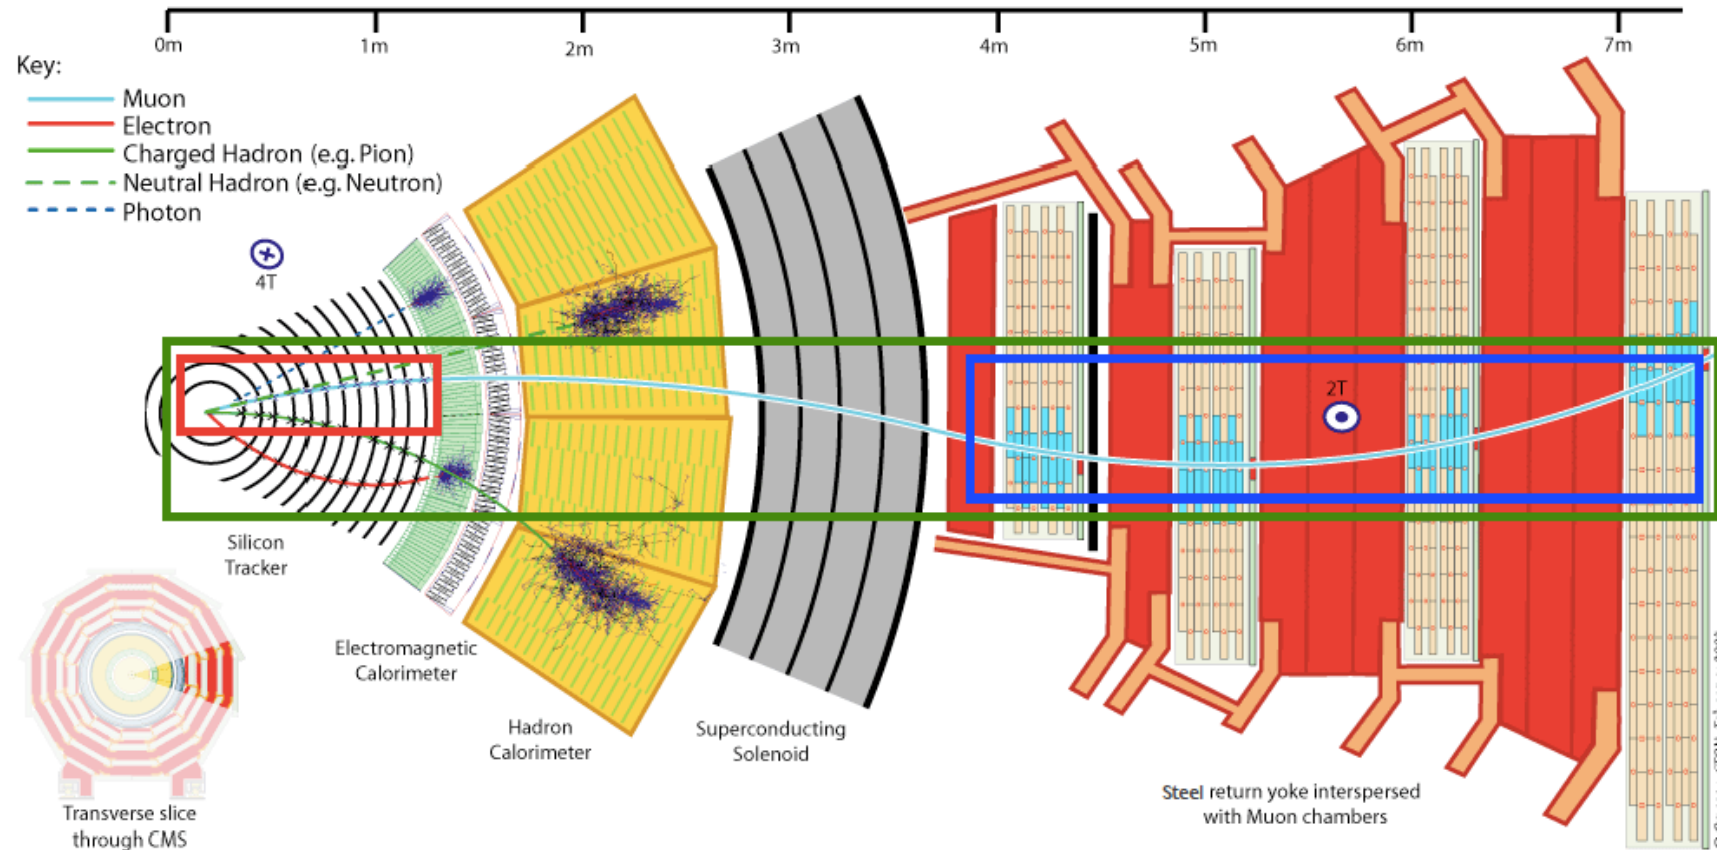 0m 1m 2m 3m 4m 5m 6m 7m
Key:
Muon
Electron
Charged Hadron (e.g. Pion)
Neutral Hadron (e.g. Neutron)
Photon
4T
2T
Silicon
Tracker
Electromagnetic
Calorimeter
Hadron
Calorimeter
Superconducting
Solenoid
Steel return yoke interspersed
with Muon chambers
Transverse slice
through CMS